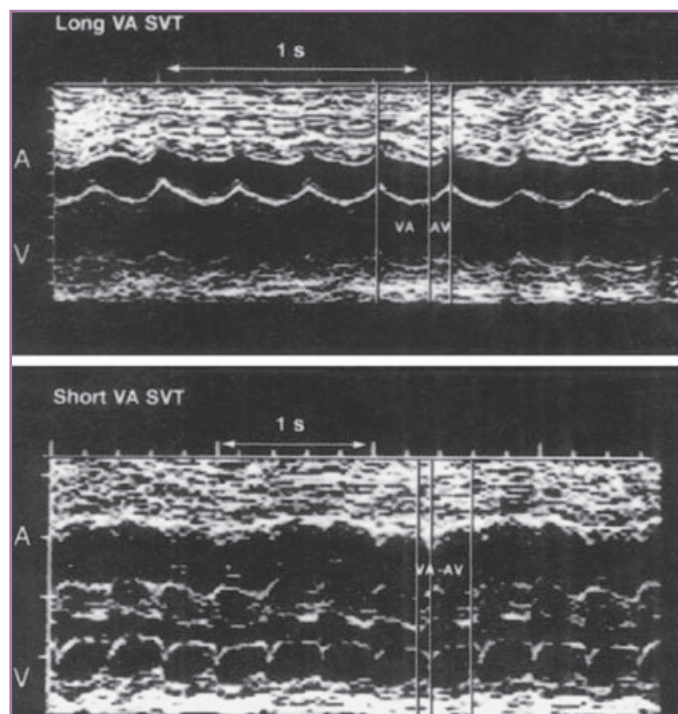 Long VA SVT
1 s
A
VA AV
V
Short VA SVT
1 s
A
VA-AV
V